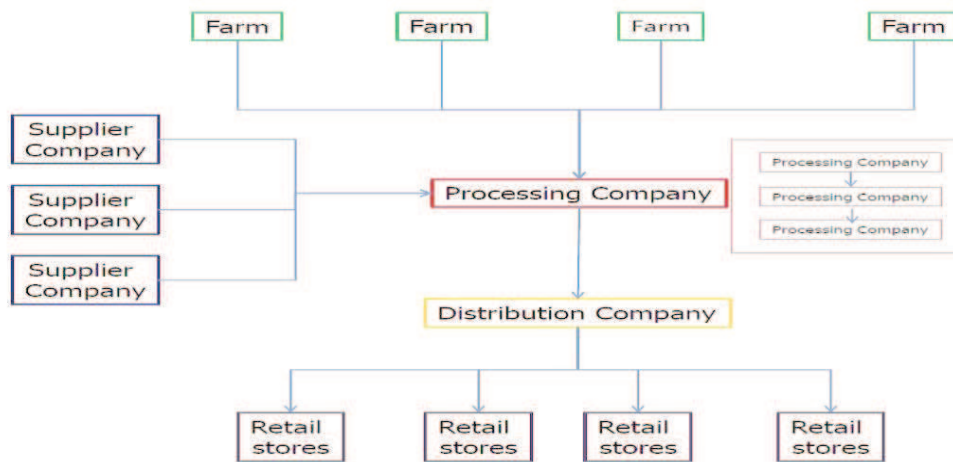 Farm
Farm
Farm
Farm
Supplier
Company
Supplier
Company
Supplier
Company
Processing Company
Processing Company
Processing Company
Processing Company
Distribution Company
Retail
stores
Retail
stores
Retail
stores
Retail
stores